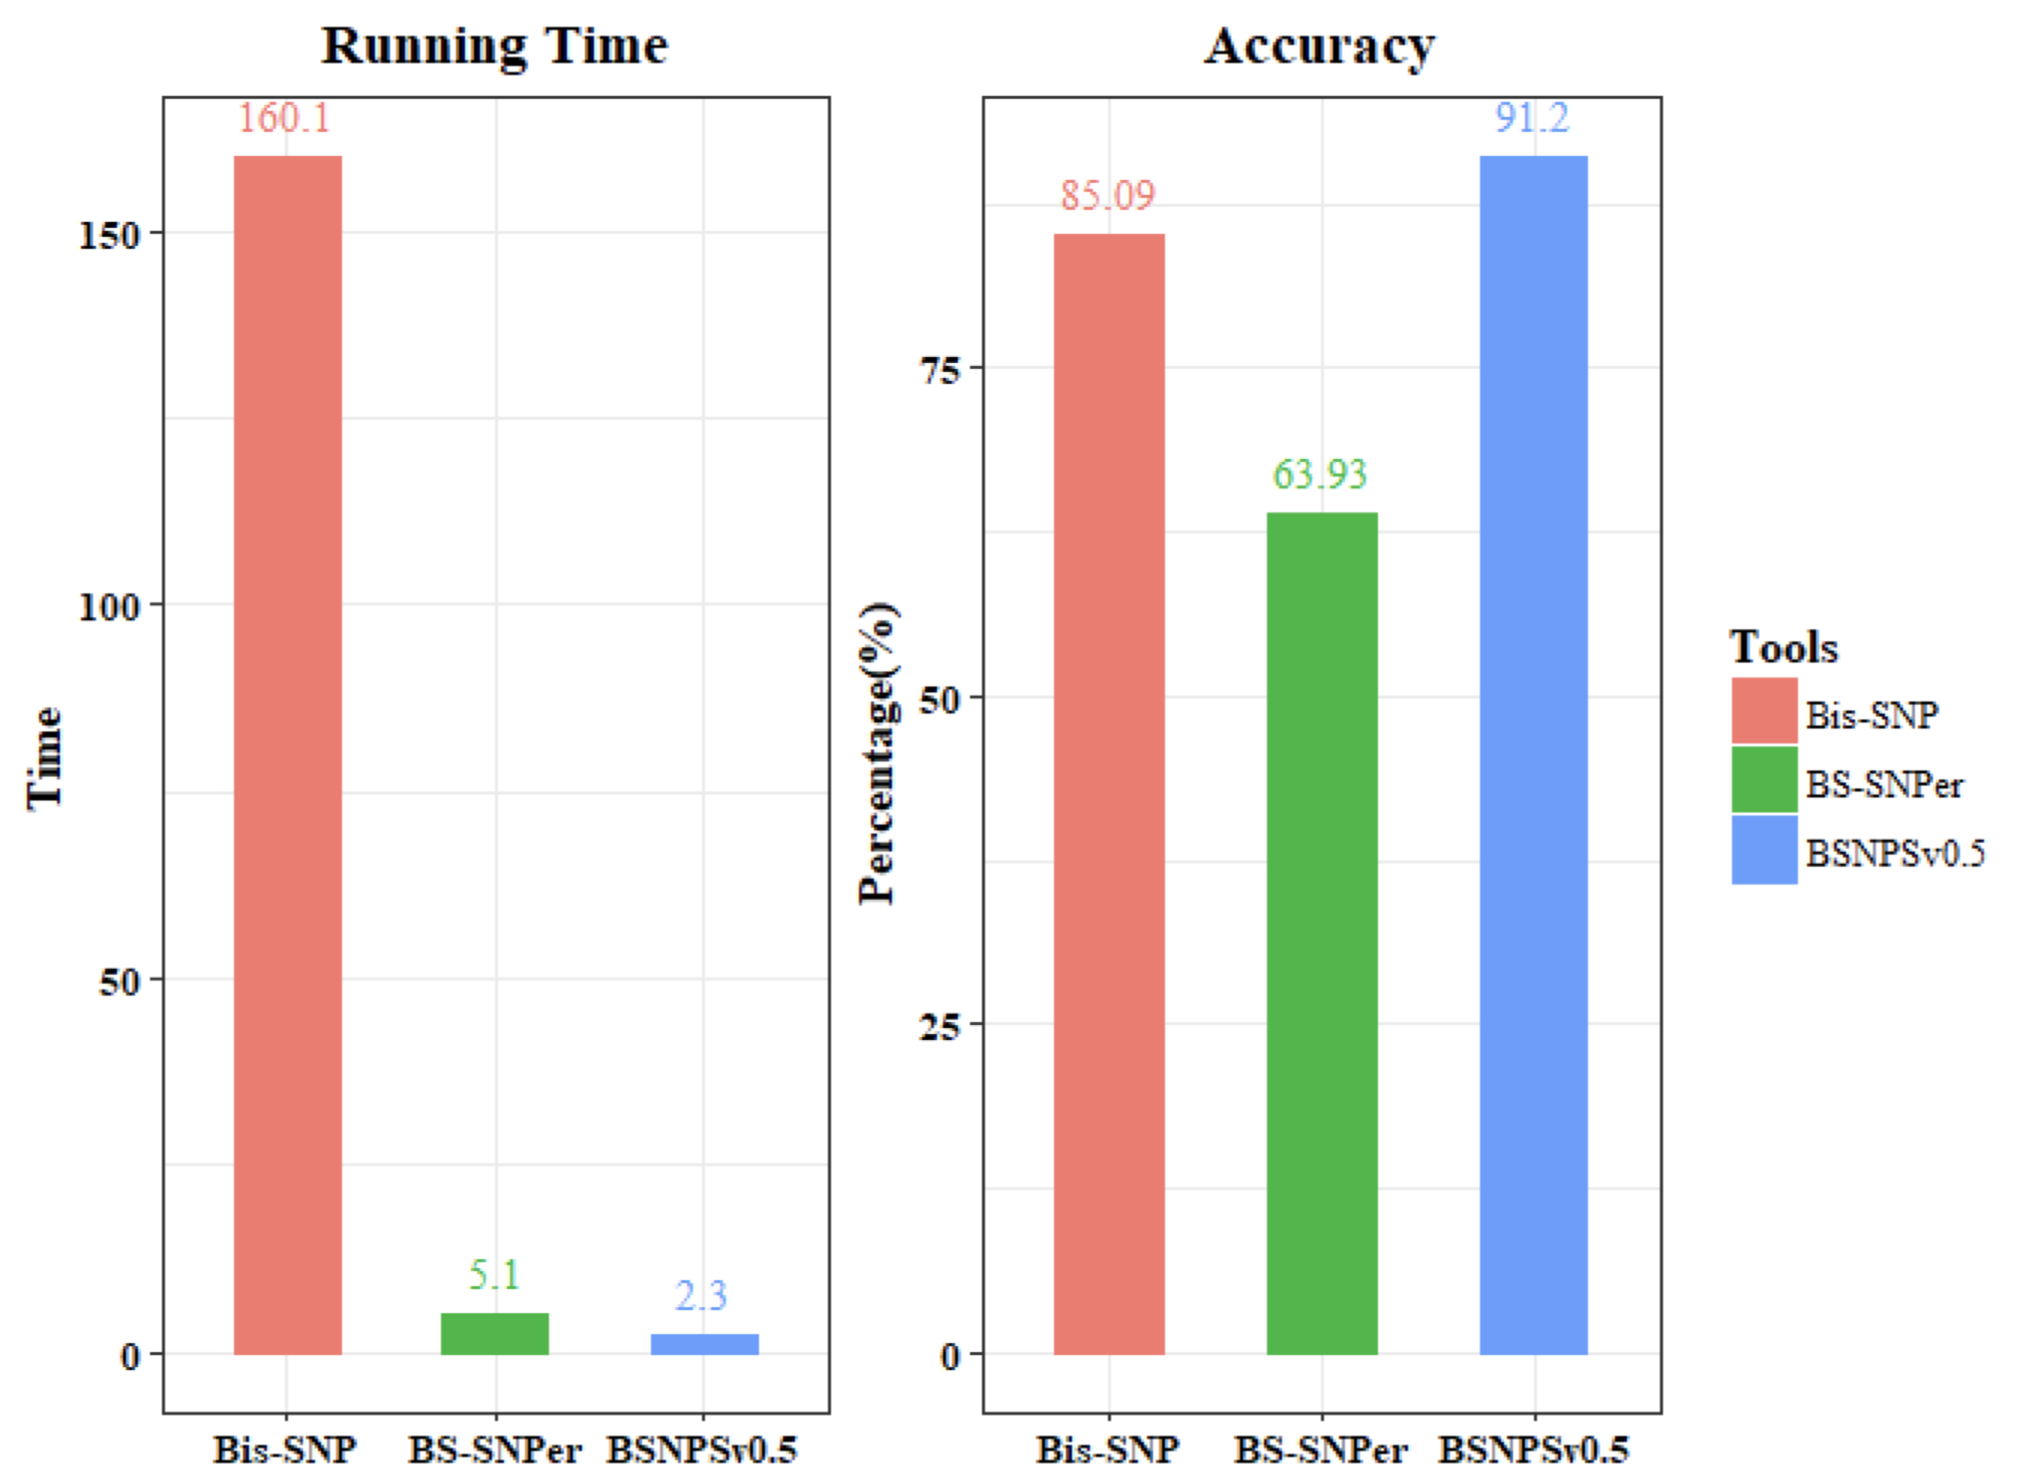 Running Time
160.1
150
100
50
0
Time
5.1
2.3
Bis-SNP BS-SNPer BSNPSv0.5
Accuracy
91.2
85.09
75
63.93
50
25
0
Percentage(%)
Bis-SNP BS-SNPer BSNPSv0.5
Tools
Bis-SNP
BS-SNPer
BSNPSv0.5